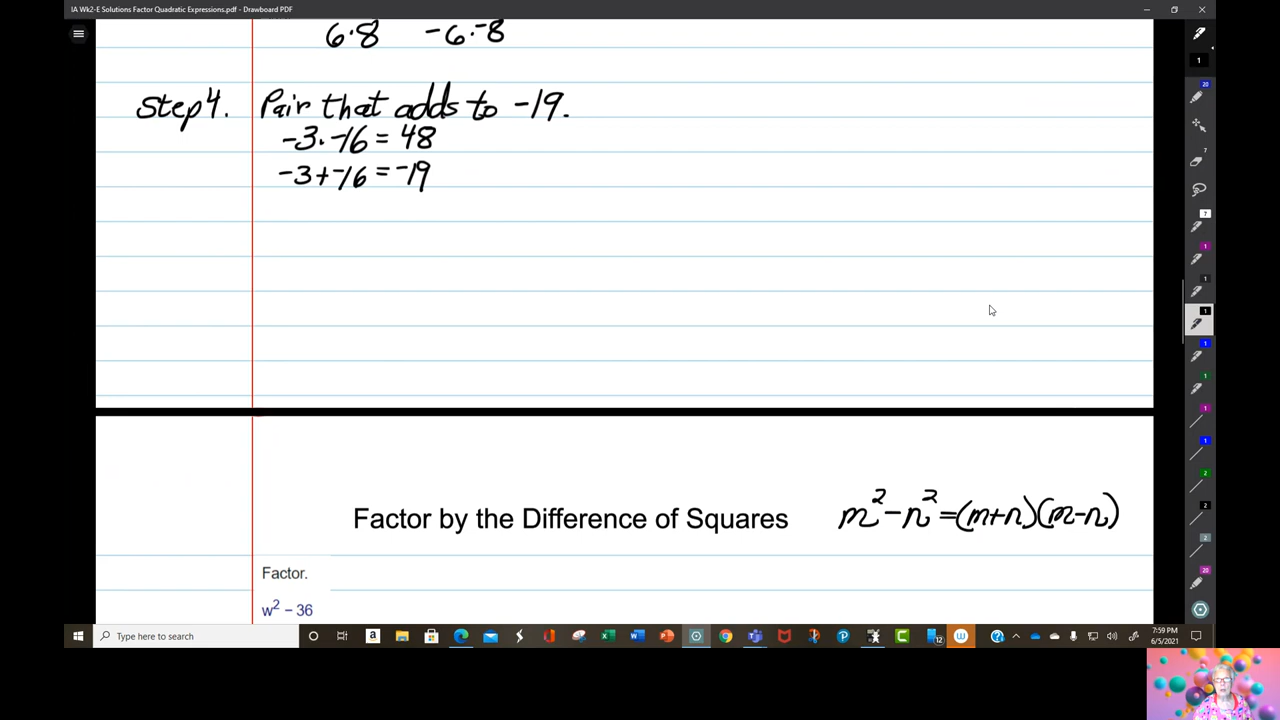 IA Wk2-E Solutions Factor Quadratic Expressions.pdf - Drawboard PDF
6·8 -6·-8
Step 4. Pair that adds to -19.
-3·-16 = 48
-3+-16 = -19
Factor by the Difference of Squares m²-n²=(m+n)(m-n)
Factor.
w² − 36
Type here to search
7:59 PM
6/5/2021